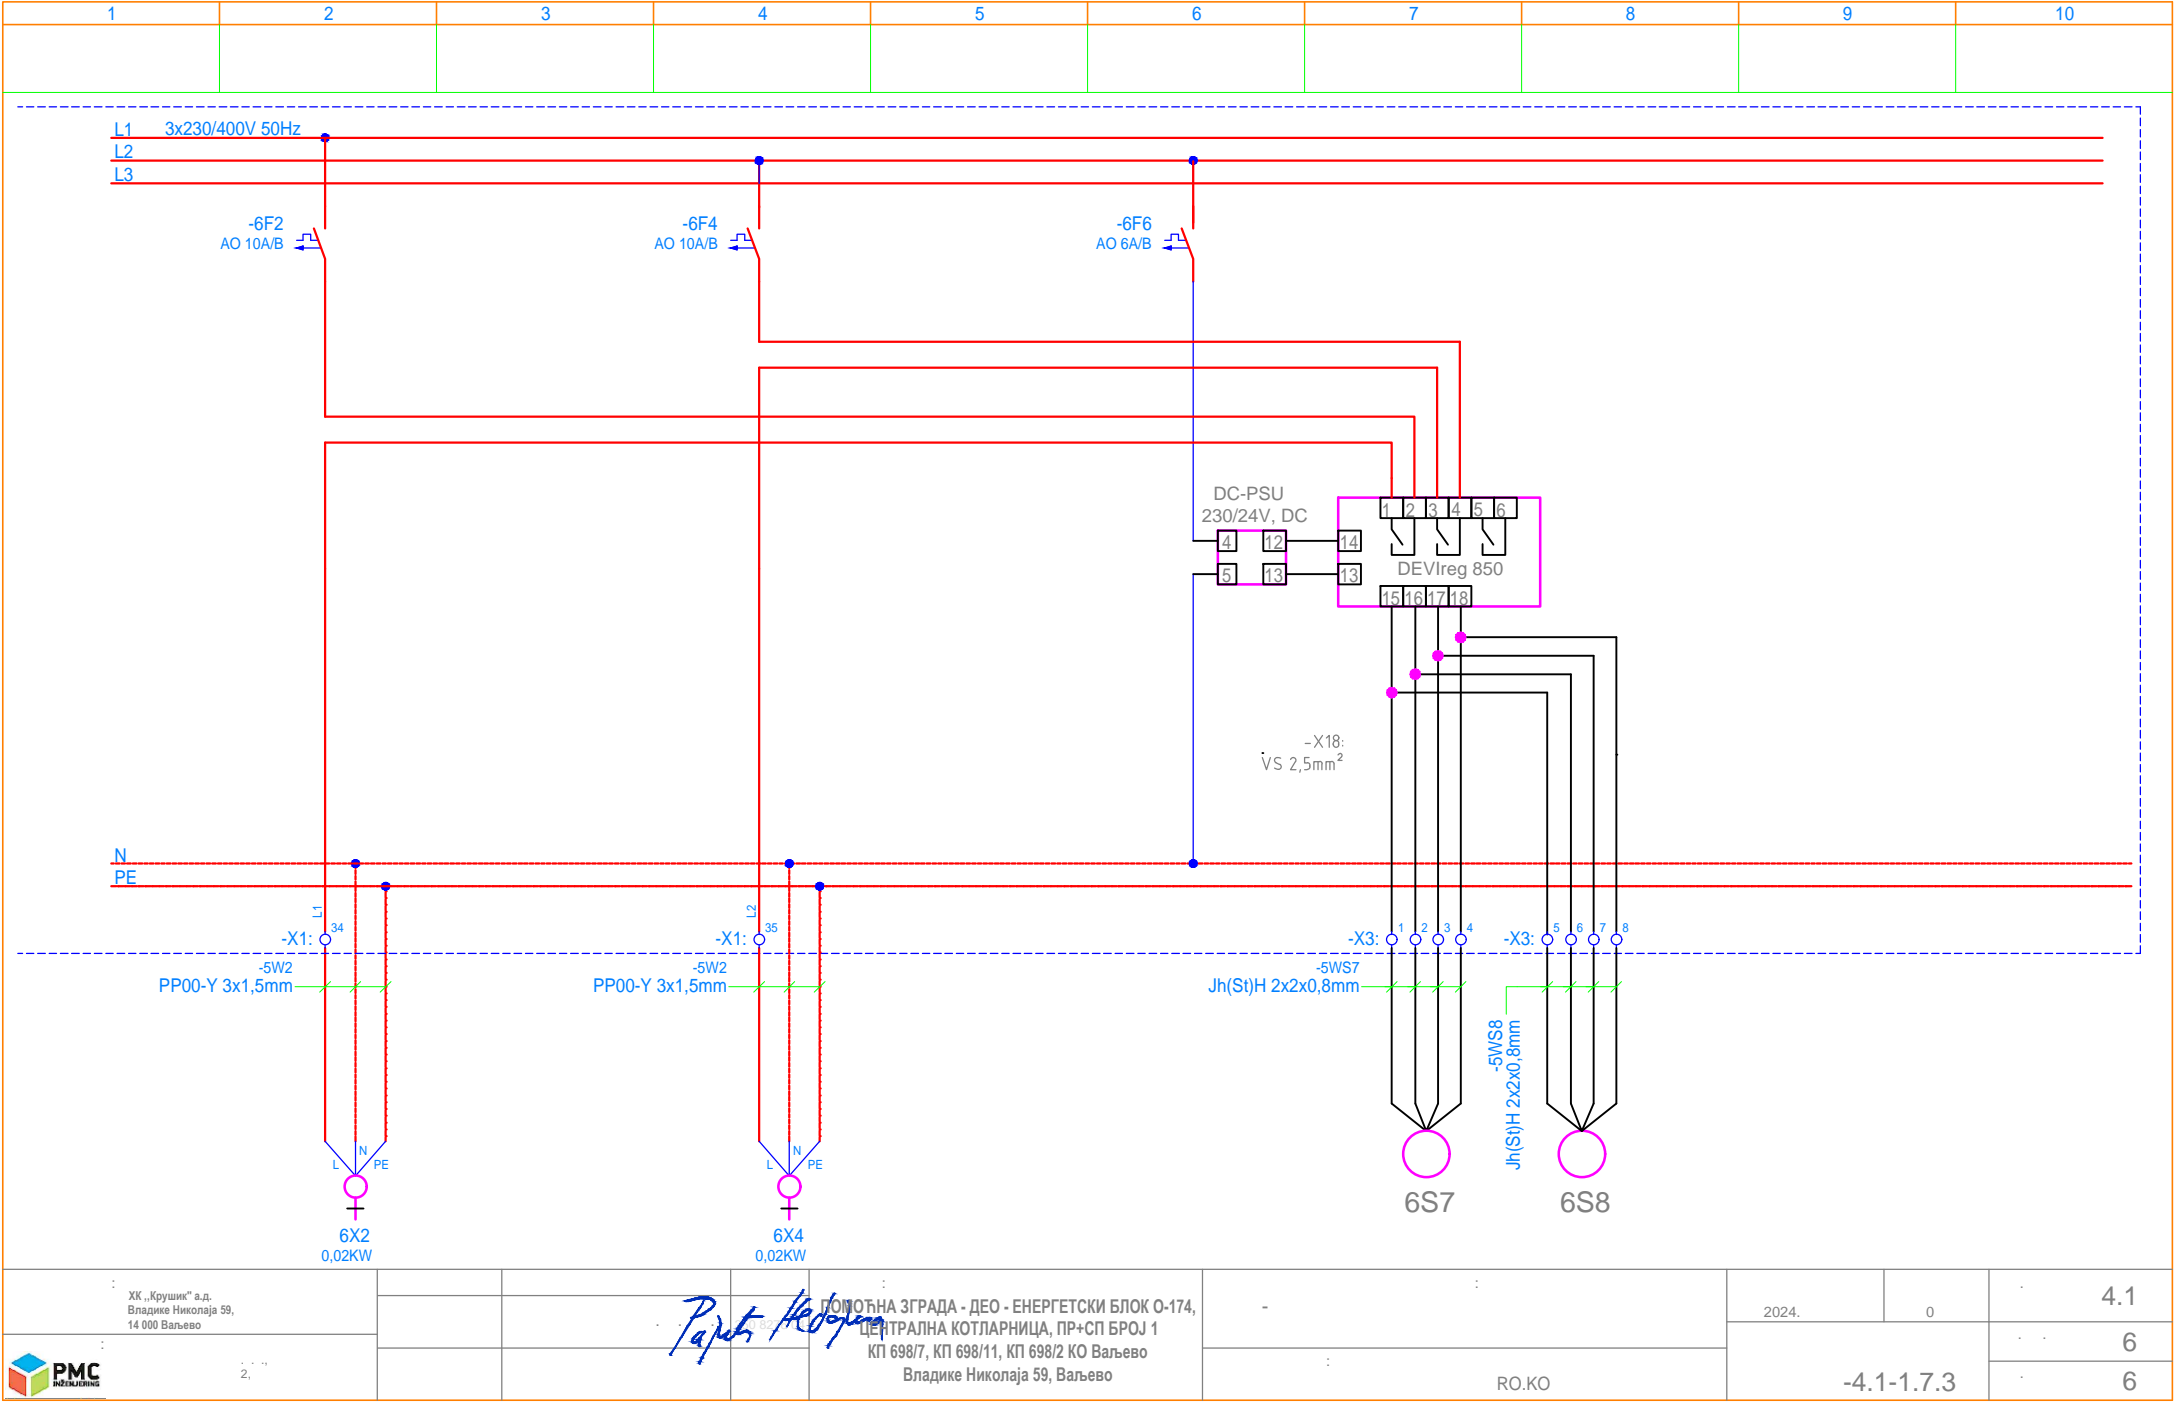 1 2 3 4 5 6 7 8 9 10
L1 3x230/400V 50Hz
L2
L3
-6F2
AO 10A/B
-6F4
AO 10A/B
-6F6
AO 6A/B
DC-PSU
230/24V, DC
4 12
5 13
14
13
1 2 3 4 5 6
DEVIreg 850
15 16 17 18
-X18:
VS 2,5mm²
N
PE
L1
-X1: 34
L2
-X1: 35
-X3: 1 2 3 4
-X3: 5 6 7 8
-5W2
PP00-Y 3x1,5mm
-5W2
PP00-Y 3x1,5mm
-5WS7
Jh(St)H 2x2x0,8mm
-5WS8
Jh(St)H 2x2x0,8mm
L N PE
L N PE
6X2
0,02KW
6X4
0,02KW
6S7
6S8
ХК ,,Крушик" а.д.
Владике Николаја 59,
14 000 Ваљево
PMC
INŽENJERING
2,
ПОМОЋНА ЗГРАДА - ДЕО - ЕНЕРГЕТСКИ БЛОК О-174,
ЦЕНТРАЛНА КОТЛАРНИЦА, ПР+СП БРОЈ 1
КП 698/7, КП 698/11, КП 698/2 КО Ваљево
Владике Николаја 59, Ваљево
-
RO.KO
2024.
0
-4.1-1.7.3
4.1
6
6